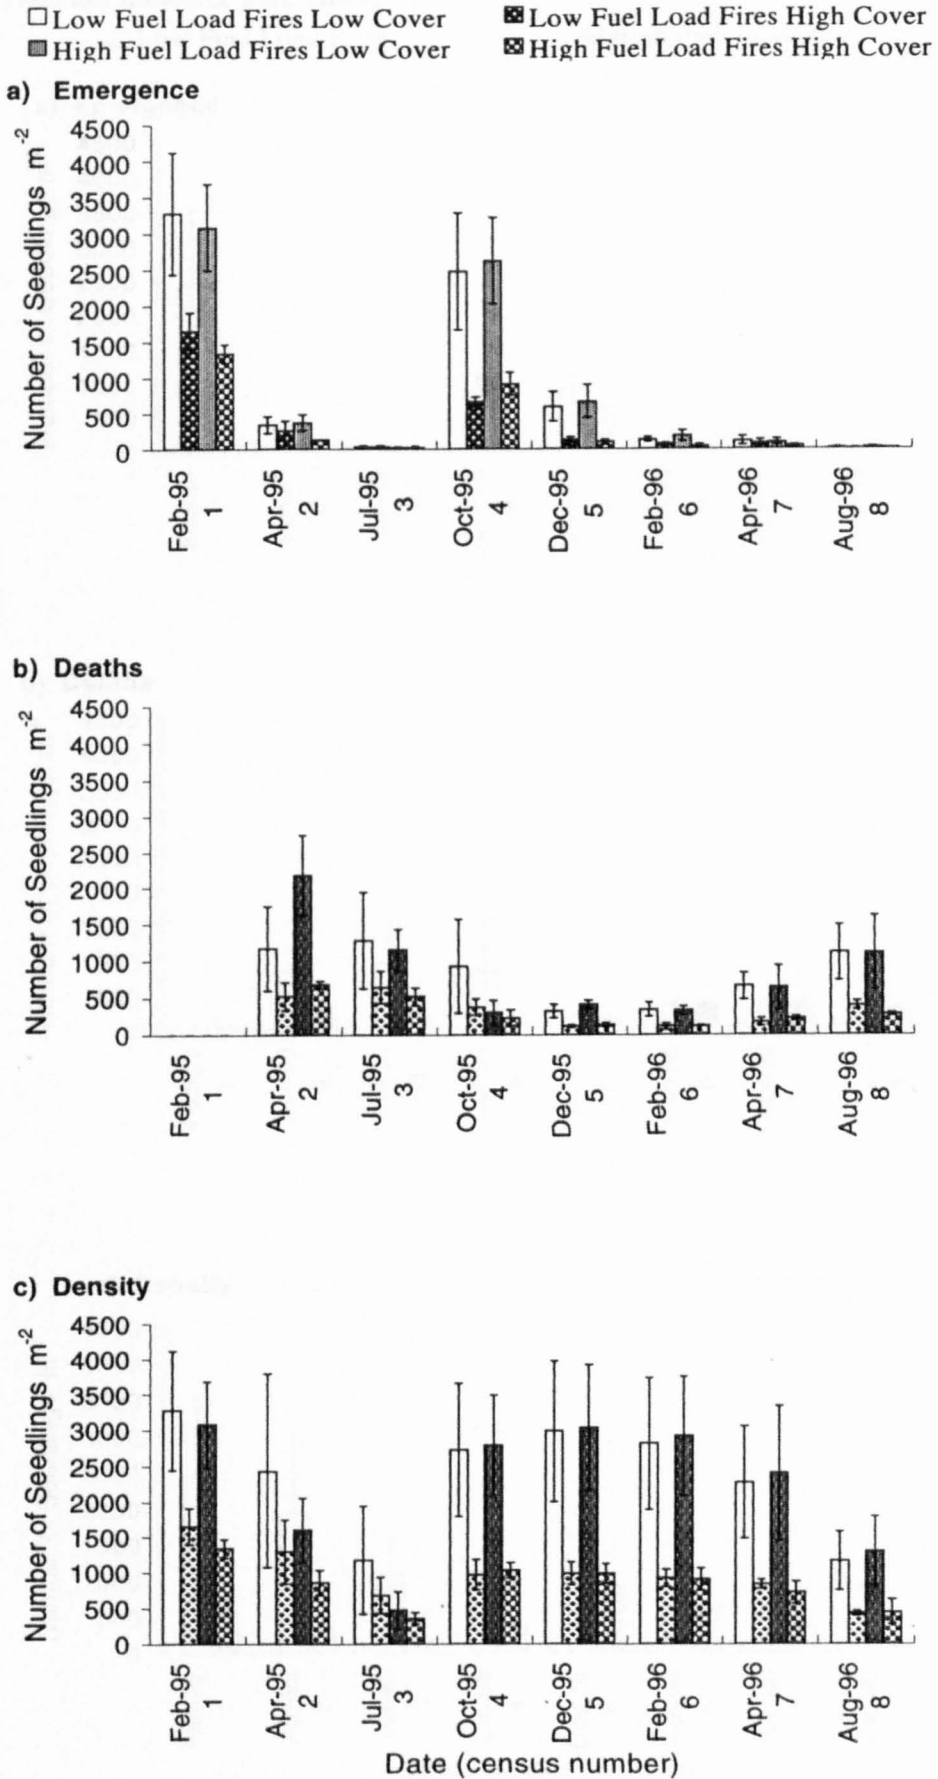 Low Fuel Load Fires Low Cover
Low Fuel Load Fires High Cover
High Fuel Load Fires Low Cover
High Fuel Load Fires High Cover
a) Emergence
Number of Seedlings m-2
4500
4000
3500
3000
2500
2000
1500
1000
500
0
Feb-95 1
Apr-95 2
Jul-95 3
Oct-95 4
Dec-95 5
Feb-96 6
Apr-96 7
Aug-96 8
b) Deaths
Number of Seedlings m-2
4500
4000
3500
3000
2500
2000
1500
1000
500
0
Feb-95 1
Apr-95 2
Jul-95 3
Oct-95 4
Dec-95 5
Feb-96 6
Apr-96 7
Aug-96 8
c) Density
Number of Seedlings m-2
4500
4000
3500
3000
2500
2000
1500
1000
500
0
Feb-95 1
Apr-95 2
Jul-95 3
Oct-95 4
Dec-95 5
Feb-96 6
Apr-96 7
Aug-96 8
Date (census number)